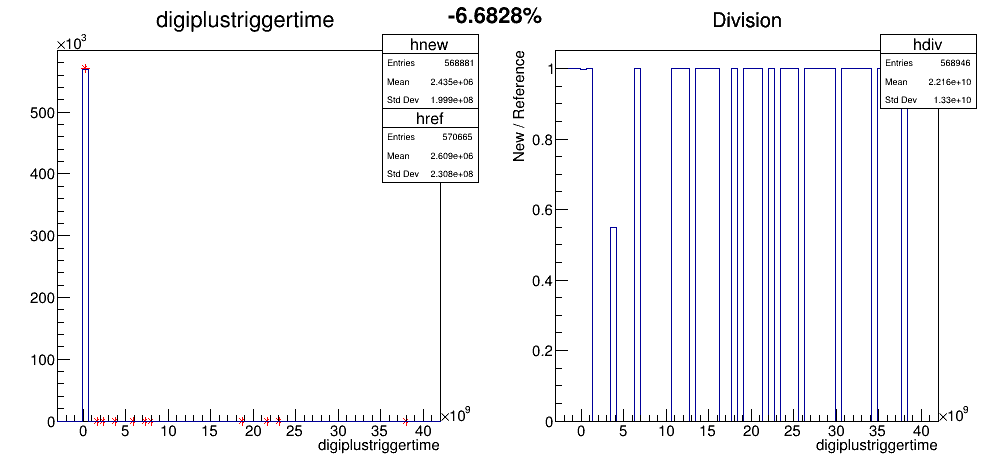 digiplustriggertime
-6.6828%
Division
×10³
hnew
Entries 568881
Mean 2.435e+06
Std Dev 1.999e+08
href
Entries 570665
Mean 2.609e+06
Std Dev 2.308e+08
500
400
300
200
100
0
0 5 10 15 20 25 30 35 40
×10⁹
digiplustriggertime
hdiv
Entries 568946
Mean 2.216e+10
Std Dev 1.33e+10
New / Reference
1
0.8
0.6
0.4
0.2
0
0 5 10 15 20 25 30 35 40
×10⁹
digiplustriggertime